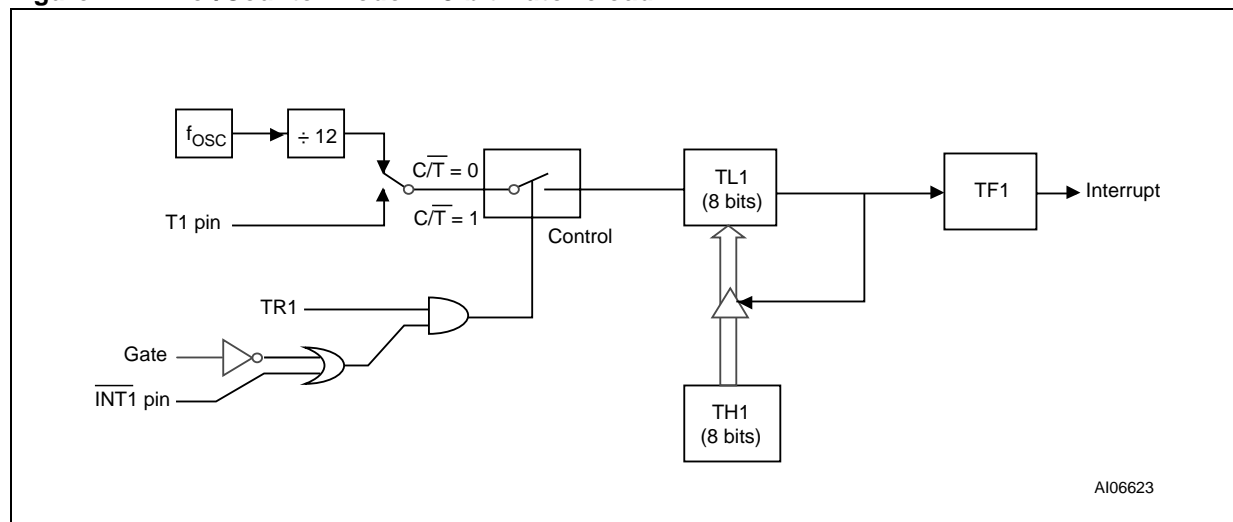 fOSC
÷ 12
C/T̅ = 0
C/T̅ = 1
T1 pin
Control
TL1
(8 bits)
TF1
Interrupt
TR1
Gate
I̅N̅T̅1̅ pin
TH1
(8 bits)
AI06623